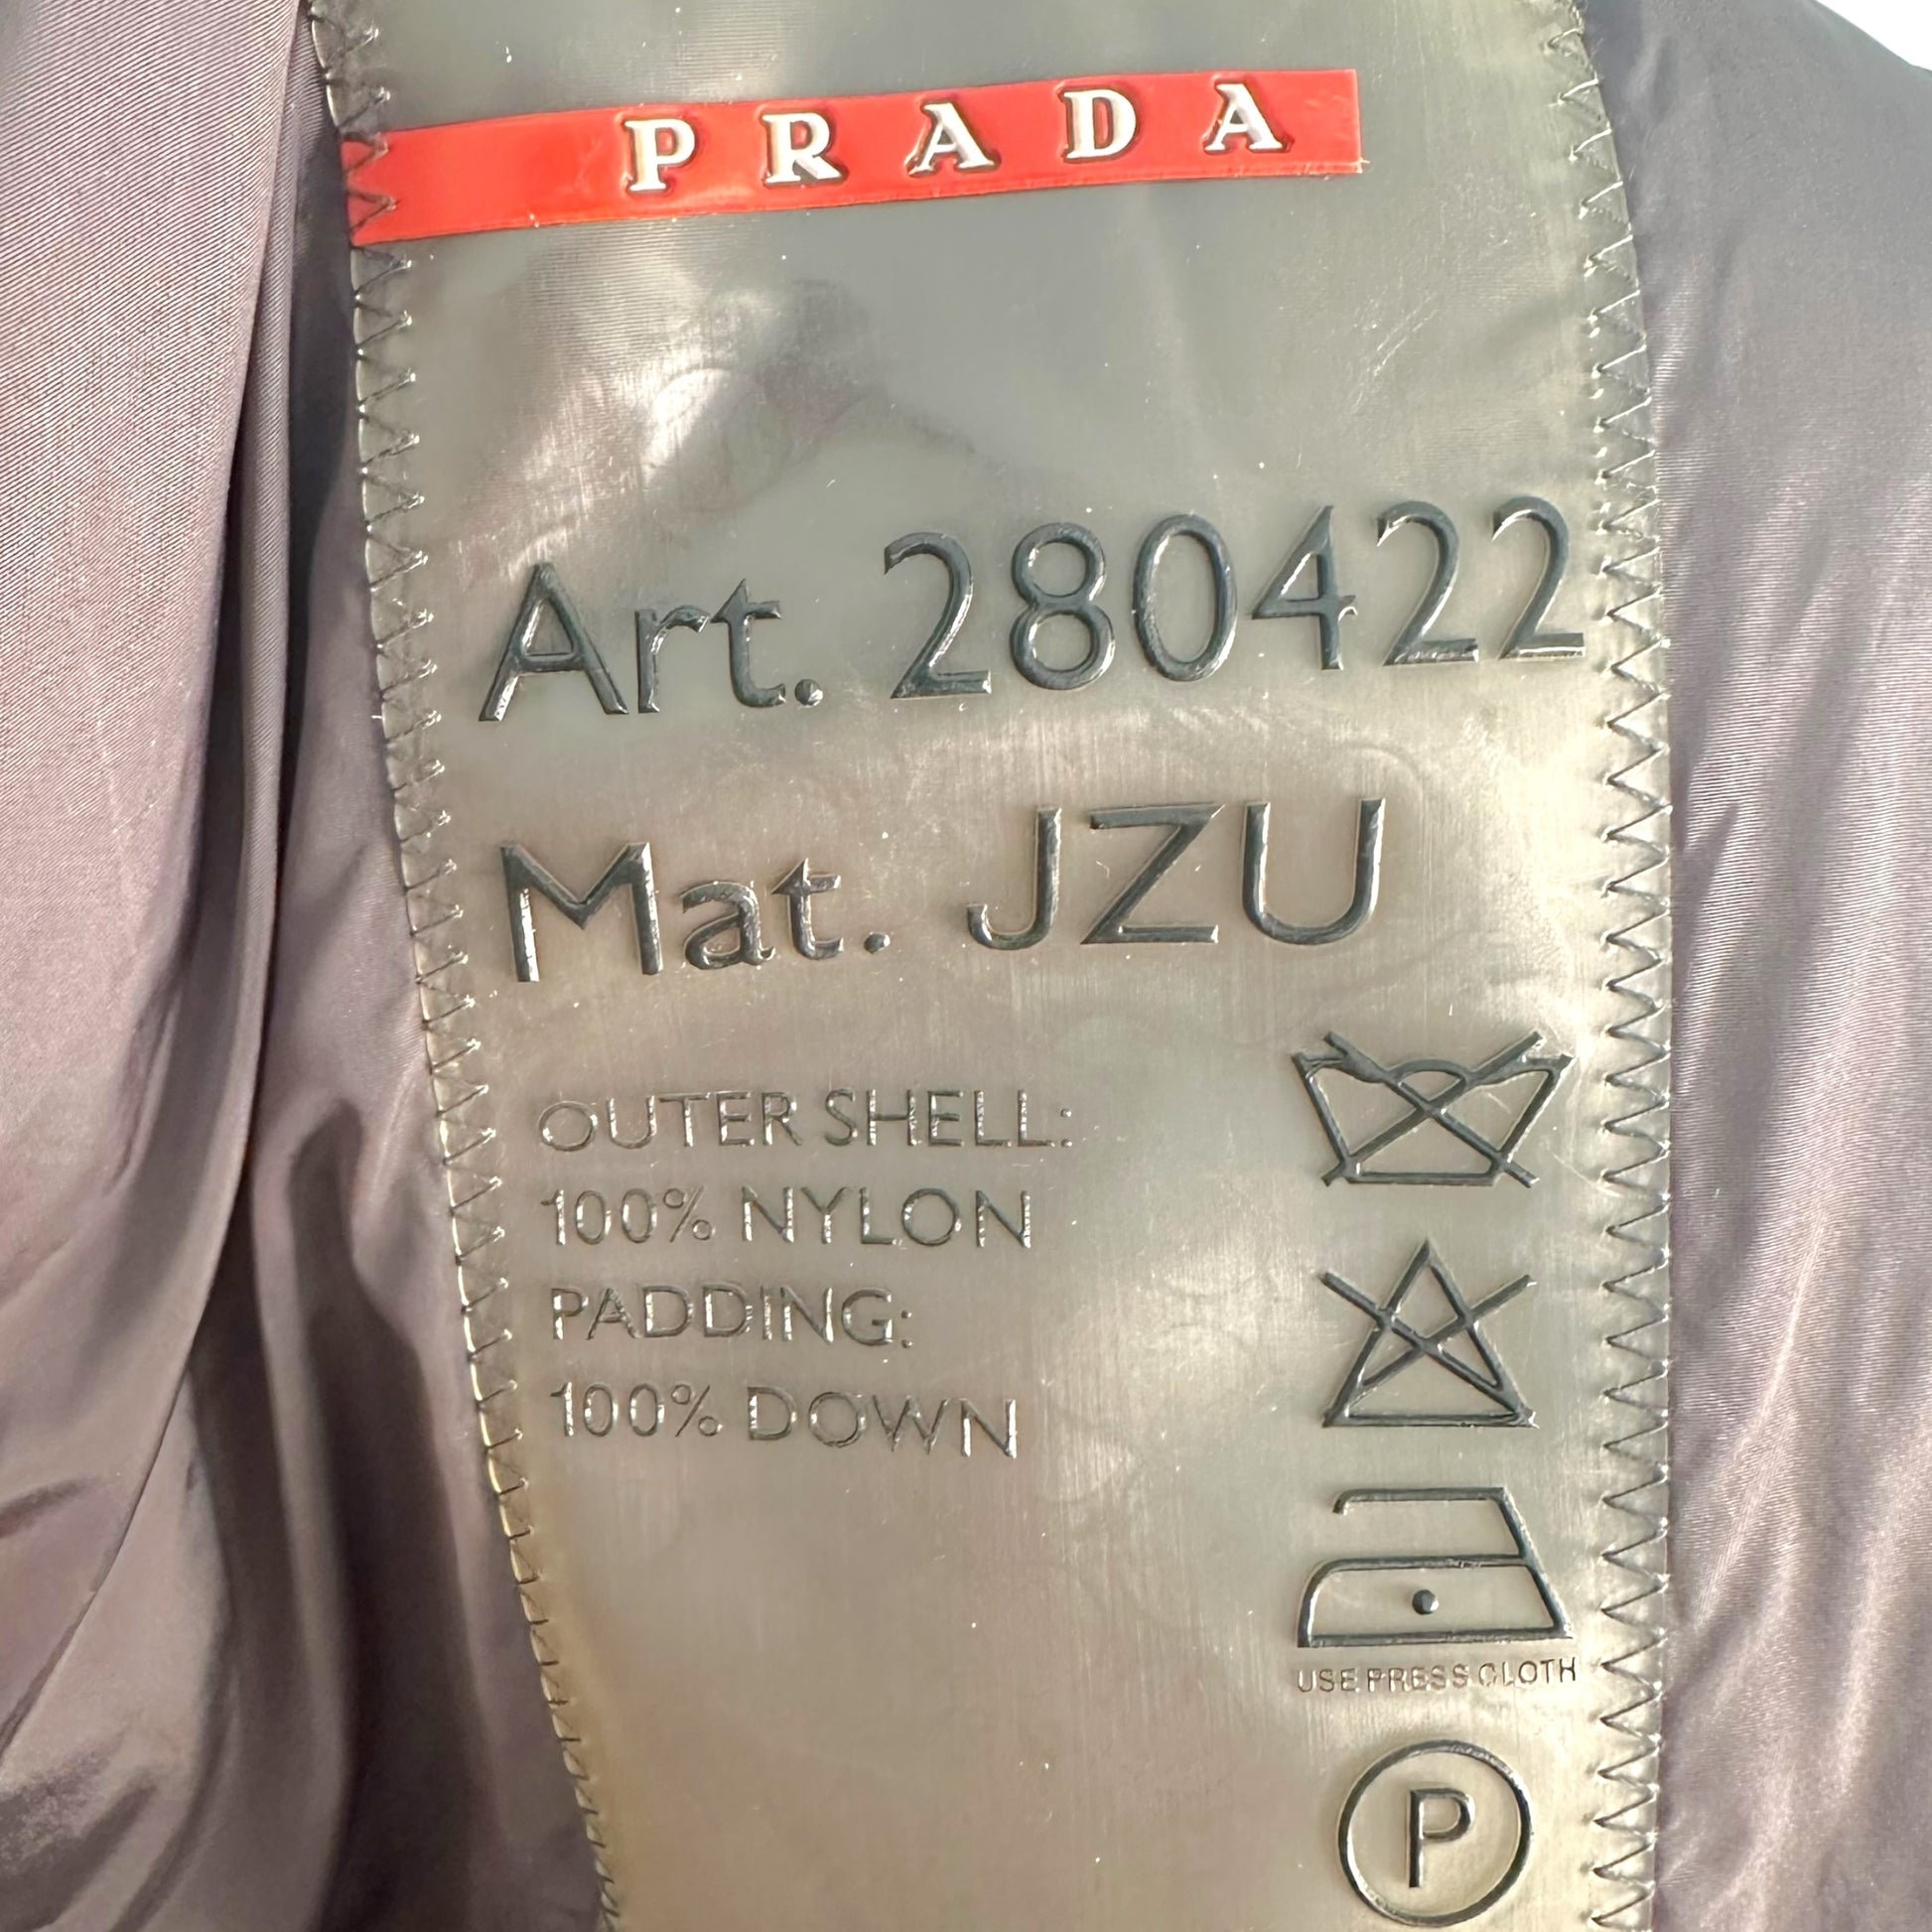 PRADA
Art. 280422
Mat. JZU
OUTER SHELL:
100% NYLON
PADDING:
100% DOWN
USE PRESS CLOTH
P